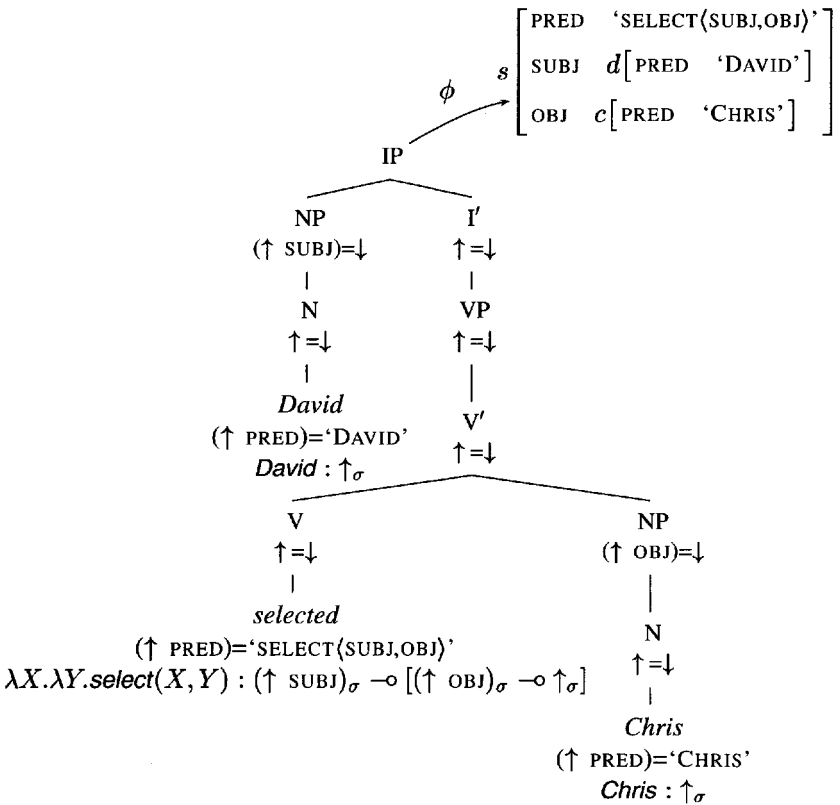 PRED ‘SELECT⟨SUBJ,OBJ⟩’
s SUBJ d[PRED ‘DAVID’]
OBJ c[PRED ‘CHRIS’]
ϕ
IP
NP I′
(↑ SUBJ)=↓ ↑=↓
N VP
↑=↓ ↑=↓
David V′
(↑ PRED)=‘DAVID’ ↑=↓
David : ↑σ
V NP
↑=↓ (↑ OBJ)=↓
selected N
(↑ PRED)=‘SELECT⟨SUBJ,OBJ⟩’ ↑=↓
λX.λY.select(X, Y) : (↑ SUBJ)σ ⊸ [(↑ OBJ)σ ⊸ ↑σ]
Chris
(↑ PRED)=‘CHRIS’
Chris : ↑σ